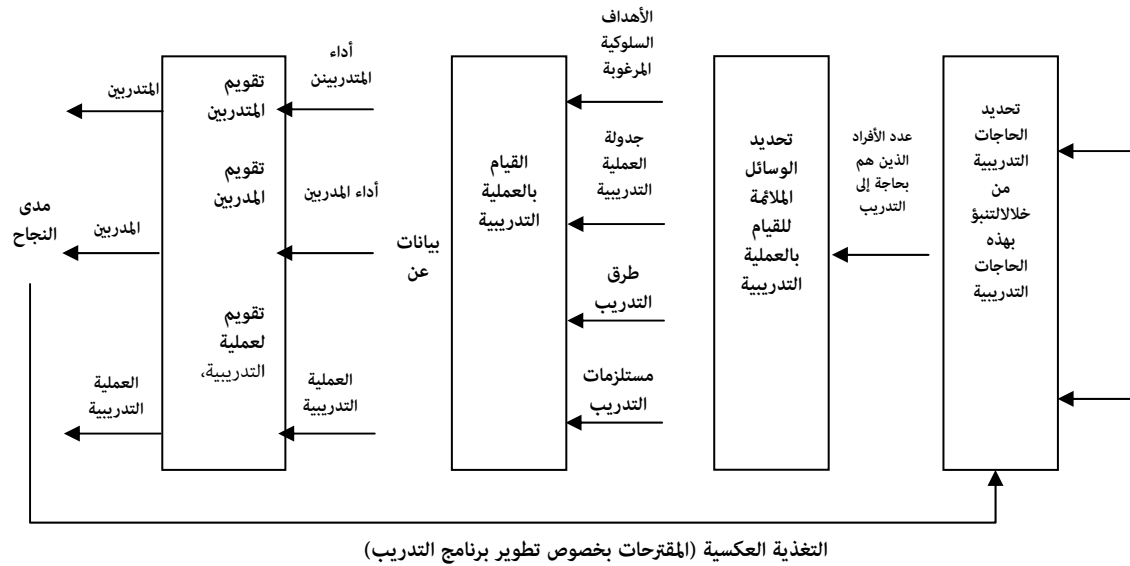 تحديد
الحاجات
التدريبية
من
خلالالتنبؤ
بهذه
الحاجات
التدريبية
عدد الأفراد
الذين هم
بحاجة إلى
التدريب
تحديد
الوسائل
الملائمة
للقيام
بالعملية
التدريبية
الأهداف
السلوكية
المرغوبة
جدولة
العملية
التدريبية
طرق
التدريب
مستلزمات
التدريب
القيام
بالعملية
التدريبية
بيانات
عن
أداء
المتدربينن
أداء المدربين
العملية
التدريبية
تقويم
المتدربين
تقويم
المدربين
تقويم
لعملية
التدريبية،
المتدربين
المدربين
العملية
التدريبية
مدى
النجاح
التغذية العكسية (المقترحات بخصوص تطوير برنامج التدريب)